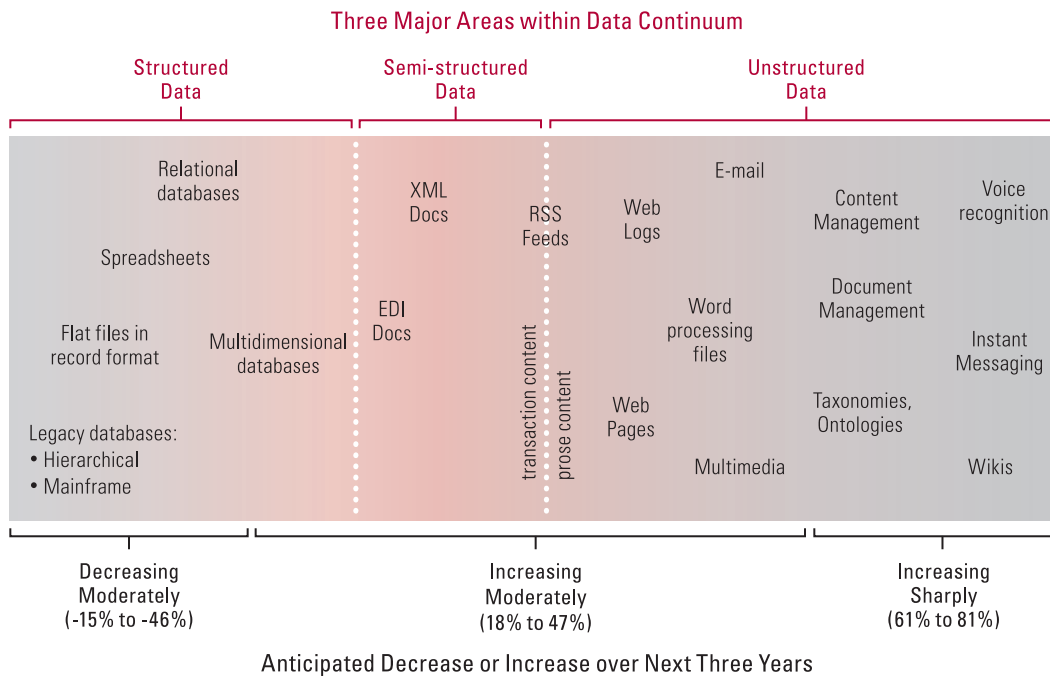 Three Major Areas within Data Continuum
Structured
Data
Semi-structured
Data
Unstructured
Data
Relational
databases
Spreadsheets
Flat files in
record format
Multidimensional
databases
Legacy databases:
• Hierarchical
• Mainframe
XML
Docs
EDI
Docs
RSS
Feeds
transaction content
prose content
Web
Logs
E-mail
Word
processing
files
Web
Pages
Multimedia
Content
Management
Document
Management
Taxonomies,
Ontologies
Voice
recognition
Instant
Messaging
Wikis
Decreasing
Moderately
(-15% to -46%)
Increasing
Moderately
(18% to 47%)
Increasing
Sharply
(61% to 81%)
Anticipated Decrease or Increase over Next Three Years